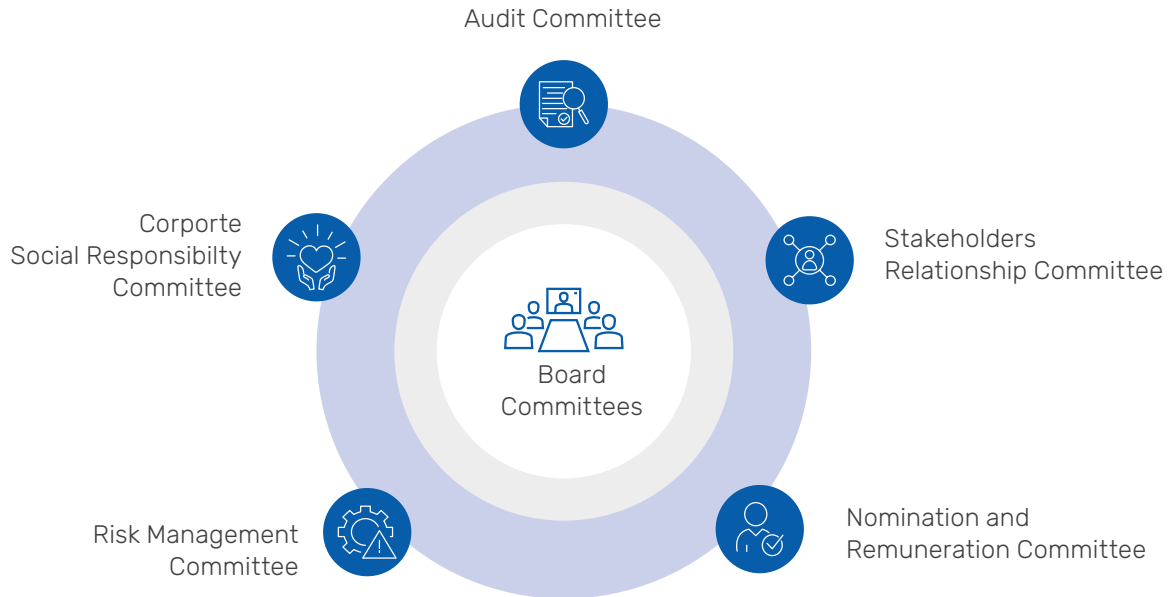 Audit Committee
Corporte
Social Responsibilty
Committee
Stakeholders
Relationship Committee
Board
Committees
Risk Management
Committee
Nomination and
Remuneration Committee